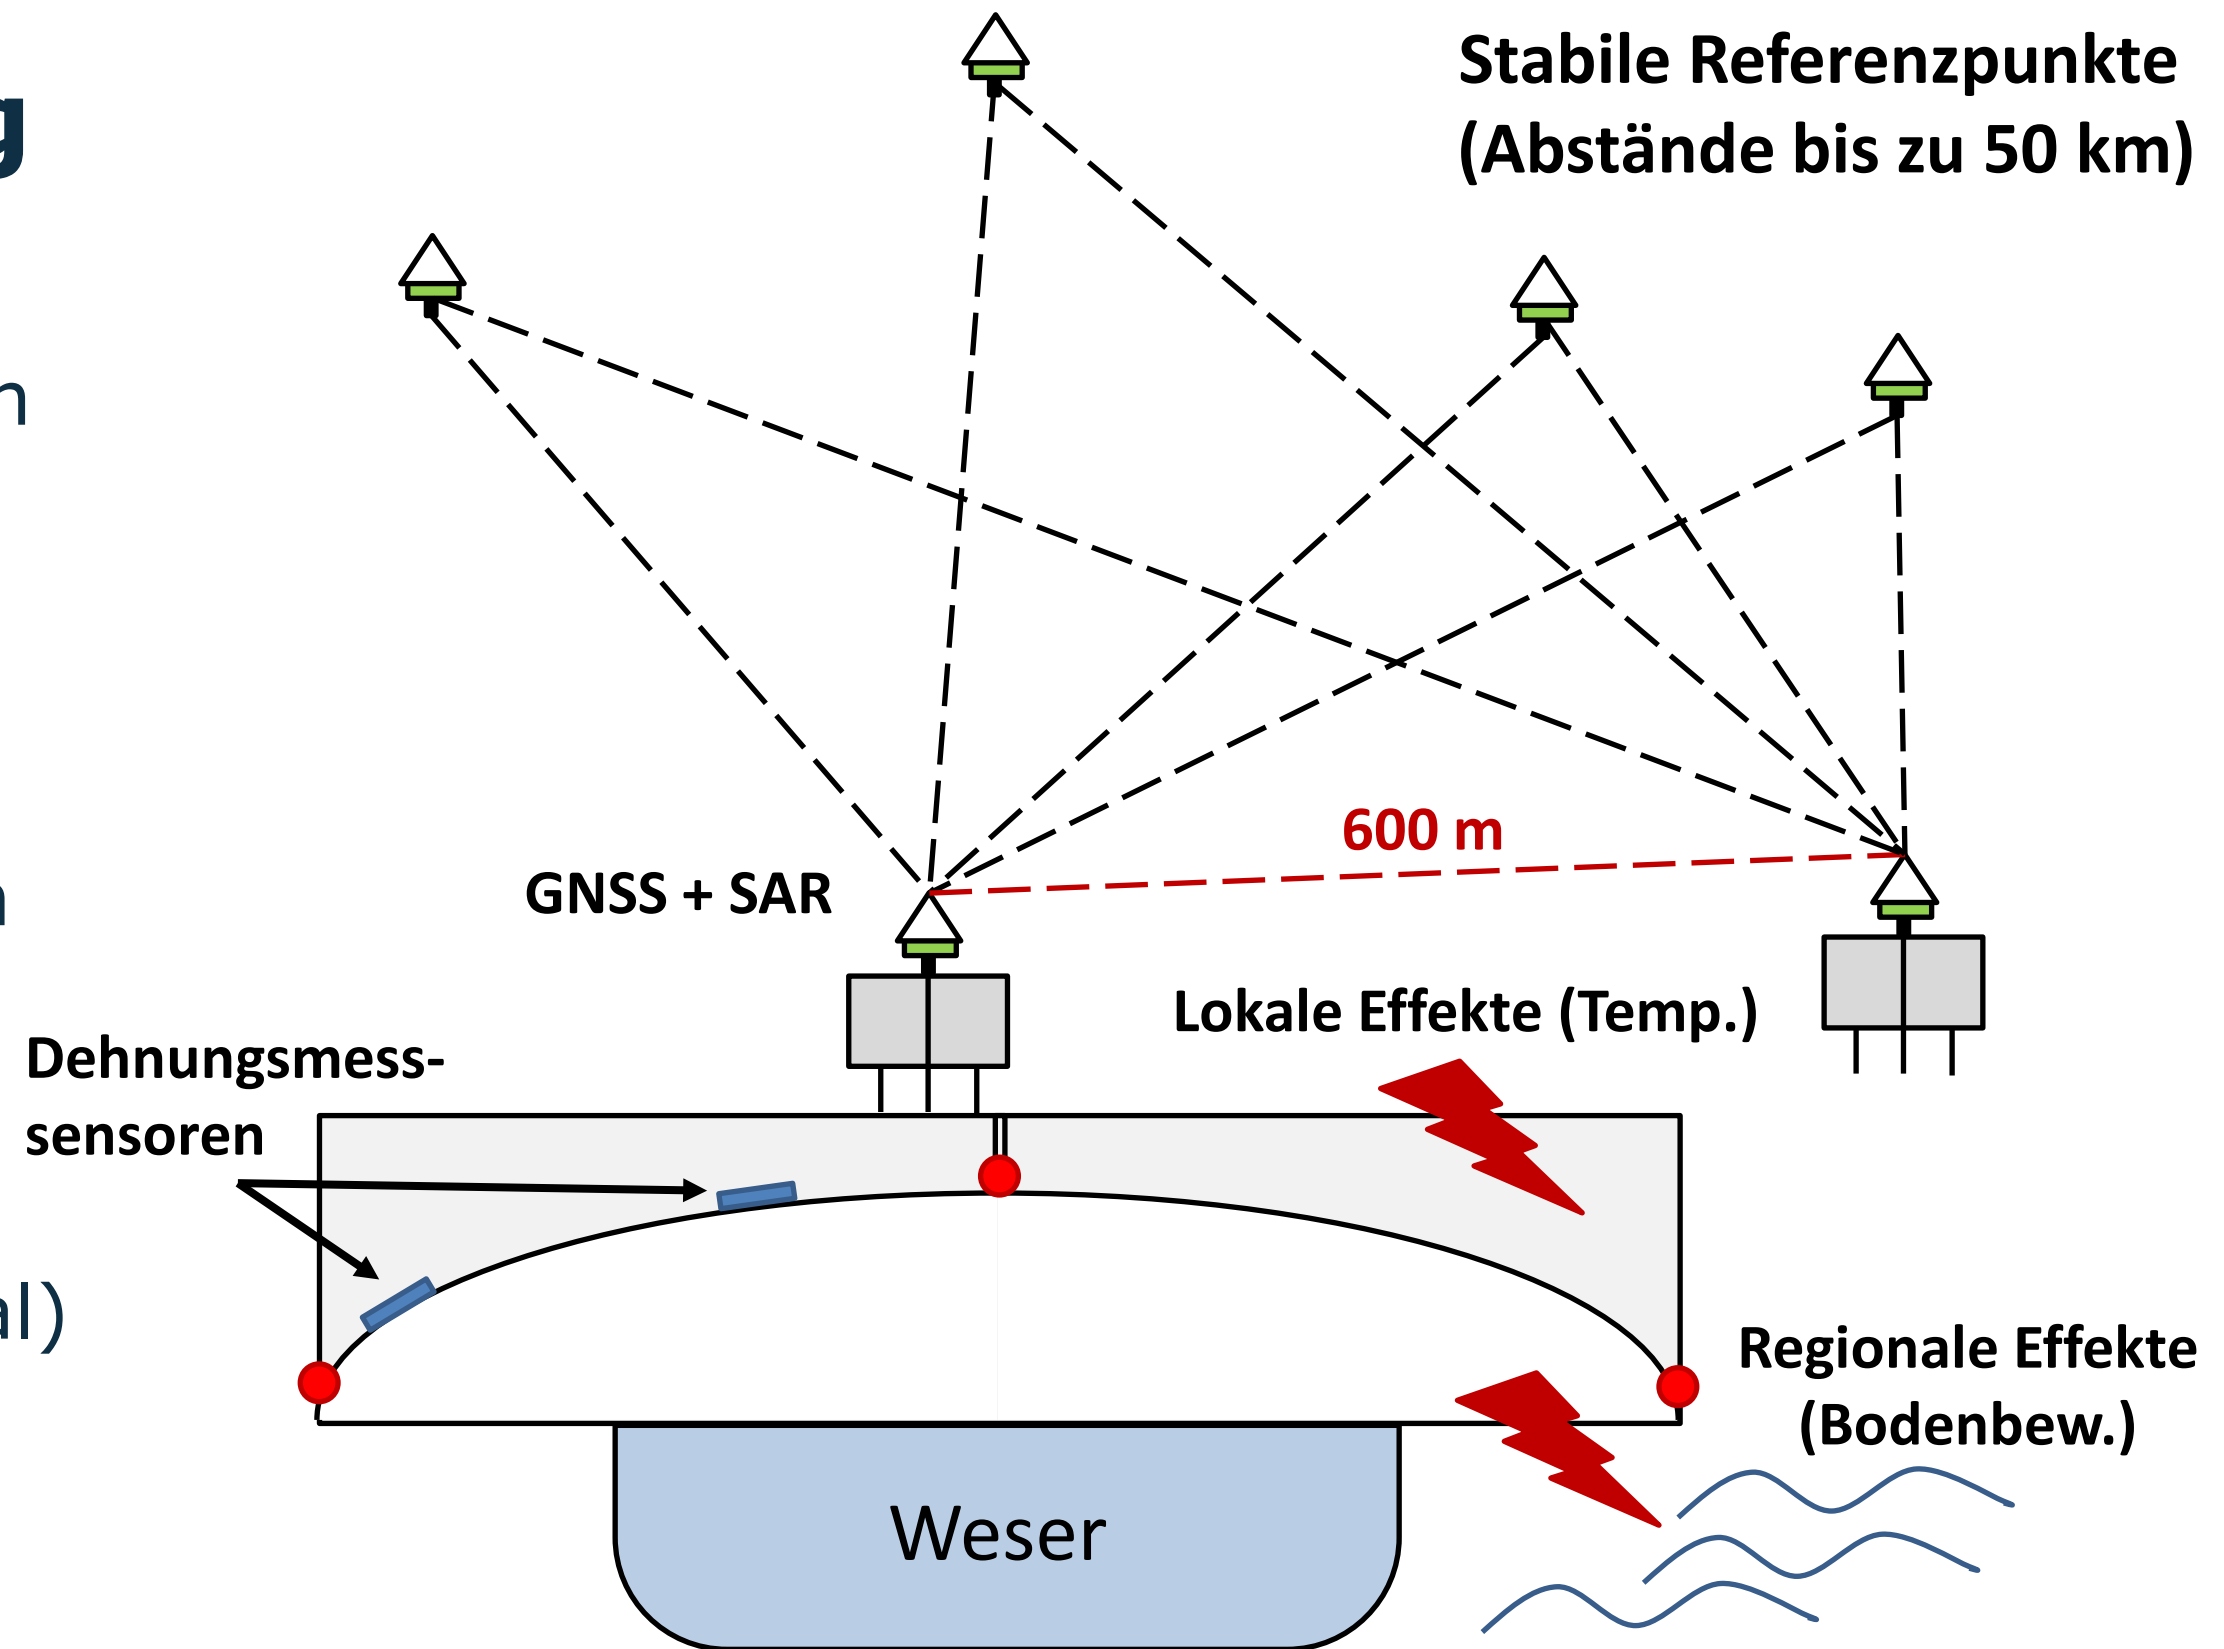 Stabile Referenzpunkte
(Abstände bis zu 50 km)
600 m
GNSS + SAR
Lokale Effekte (Temp.)
Dehnungsmess-
sensoren
Regionale Effekte
(Bodenbew.)
Weser